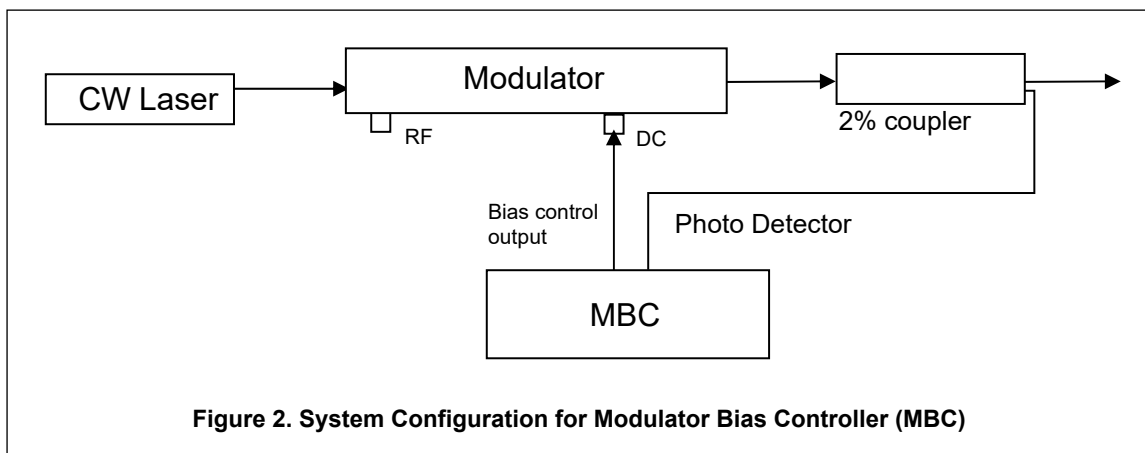 CW Laser
Modulator
2% coupler
RF
DC
Bias control
output
Photo Detector
MBC
Figure 2. System Configuration for Modulator Bias Controller (MBC)